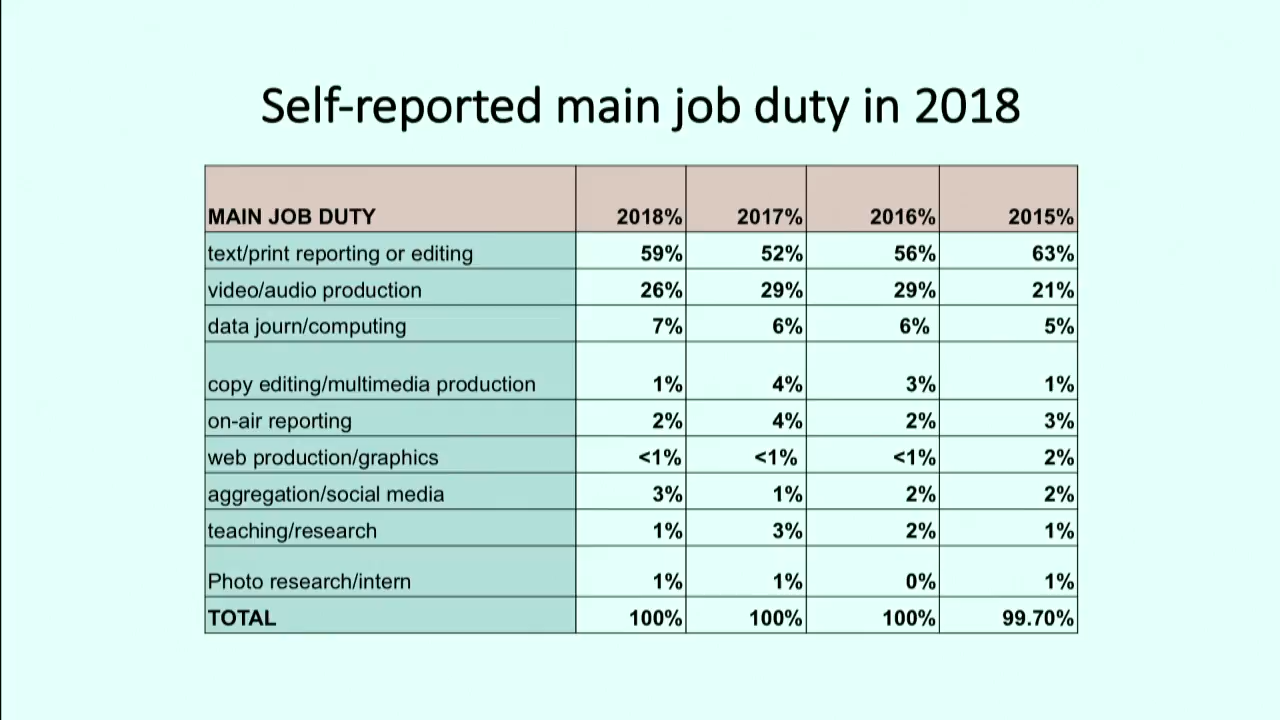 Self-reported main job duty in 2018
MAIN JOB DUTY 2018% 2017% 2016% 2015%
text/print reporting or editing 59% 52% 56% 63%
video/audio production 26% 29% 29% 21%
data journ/computing 7% 6% 6% 5%
copy editing/multimedia production 1% 4% 3% 1%
on-air reporting 2% 4% 2% 3%
web production/graphics <1% <1% <1% 2%
aggregation/social media 3% 1% 2% 2%
teaching/research 1% 3% 2% 1%
Photo research/intern 1% 1% 0% 1%
TOTAL 100% 100% 100% 99.70%